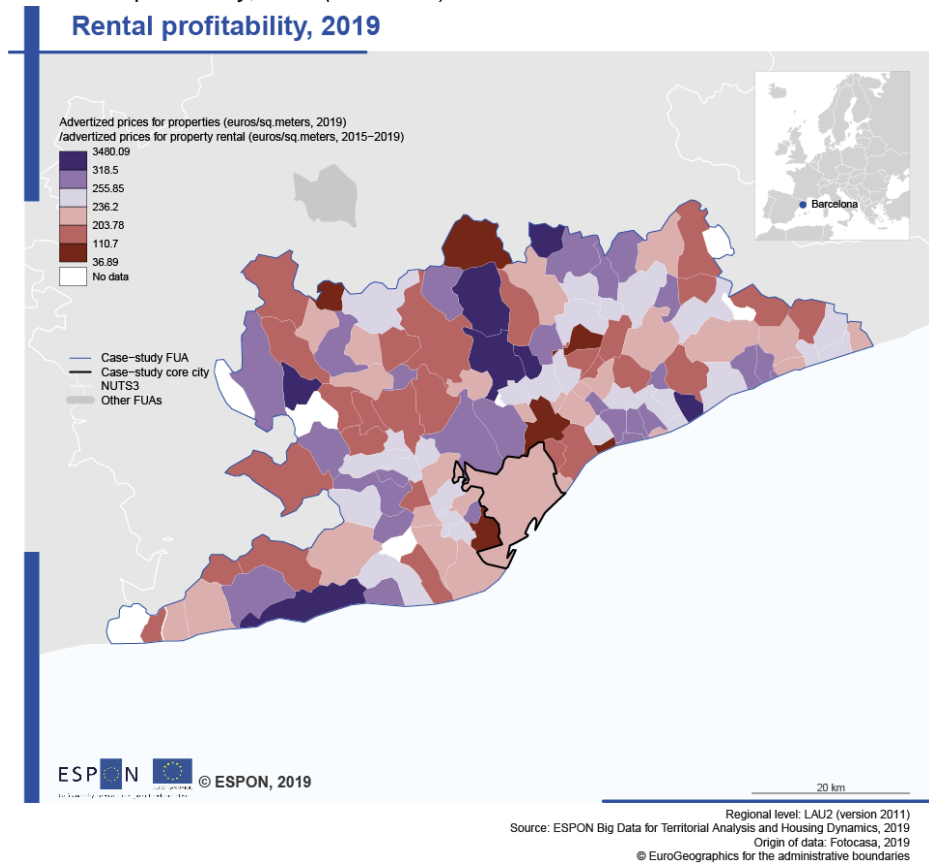 Rental profitability, 2019
Advertized prices for properties (euros/sq.meters, 2019)
/advertized prices for property rental (euros/sq.meters, 2015−2019)
3480.09
318.5
255.85
236.2
203.78
110.7
36.89
No data
Case−study FUA
Case−study core city
NUTS3
Other FUAs
Barcelona
ESPON
© ESPON, 2019
20 km
Regional level: LAU2 (version 2011)
Source: ESPON Big Data for Territorial Analysis and Housing Dynamics, 2019
Origin of data: Fotocasa, 2019
© EuroGeographics for the administrative boundaries